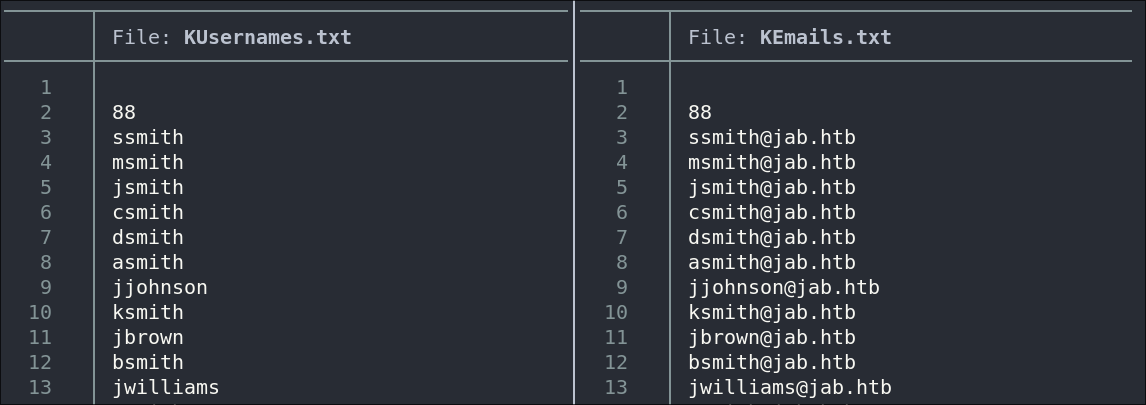 File: KUsernames.txt
1
2 88
3 ssmith
4 msmith
5 jsmith
6 csmith
7 dsmith
8 asmith
9 jjohnson
10 ksmith
11 jbrown
12 bsmith
13 jwilliams
File: KEmails.txt
1
2 88
3 ssmith@jab.htb
4 msmith@jab.htb
5 jsmith@jab.htb
6 csmith@jab.htb
7 dsmith@jab.htb
8 asmith@jab.htb
9 jjohnson@jab.htb
10 ksmith@jab.htb
11 jbrown@jab.htb
12 bsmith@jab.htb
13 jwilliams@jab.htb